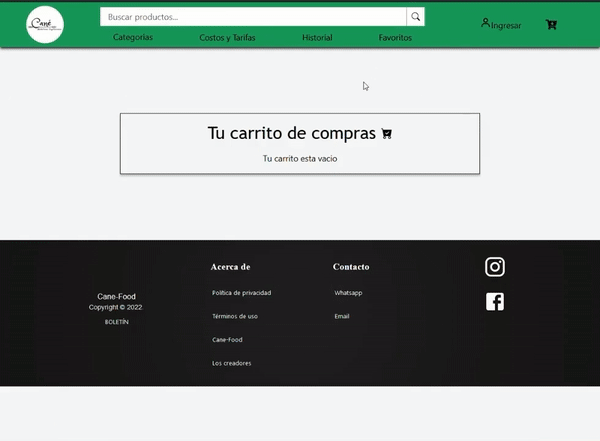 Cané
Buscar productos...
Ingresar
Categorias
Costos y Tarifas
Historial
Favoritos
Tu carrito de compras
Tu carrito esta vacio
Cane-Food
Copyright © 2022
BOLETÍN
Acerca de
Política de privacidad
Términos de uso
Cane-Food
Los creadores
Contacto
Whatsapp
Email